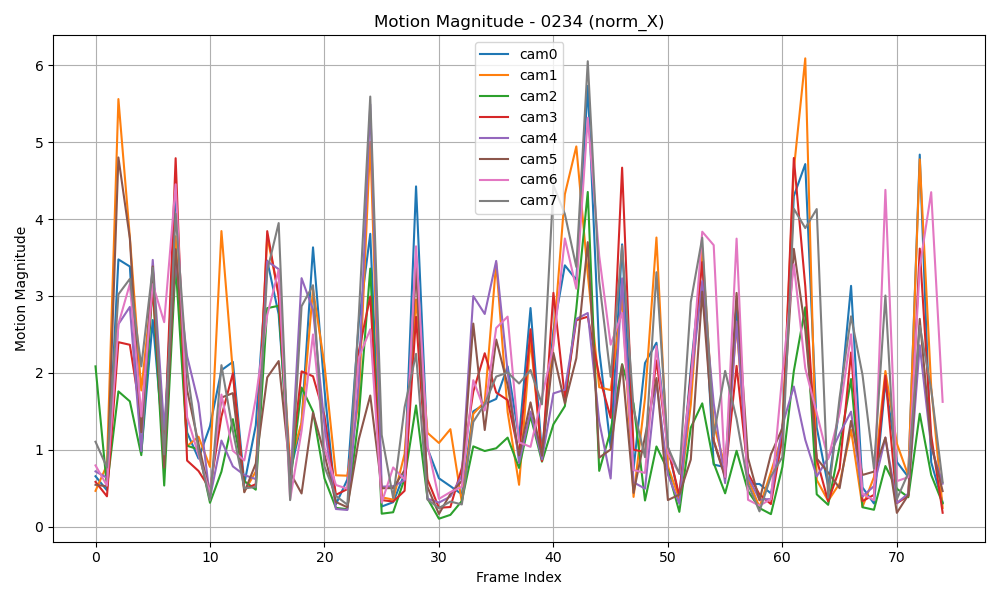 Motion Magnitude - 0234 (norm_X)
Motion Magnitude
6
5
4
3
2
1
0
cam0
cam1
cam2
cam3
cam4
cam5
cam6
cam7
0 10 20 30 40 50 60 70
Frame Index